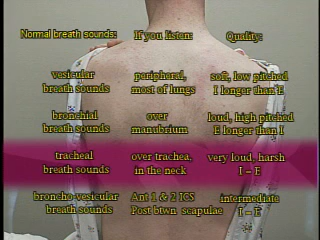 Normal breath sounds: If you listen: Quality:
vesicular peripheral, soft, low pitched
breath sounds most of lungs I longer than E
bronchial over loud, high pitched
breath sounds manubrium E longer than I
tracheal over trachea, very loud, harsh
breath sounds in the neck I - E
broncho-vesicular Ant 1 & 2 ICS intermediate
breath sounds Post btwn scapulae I - E